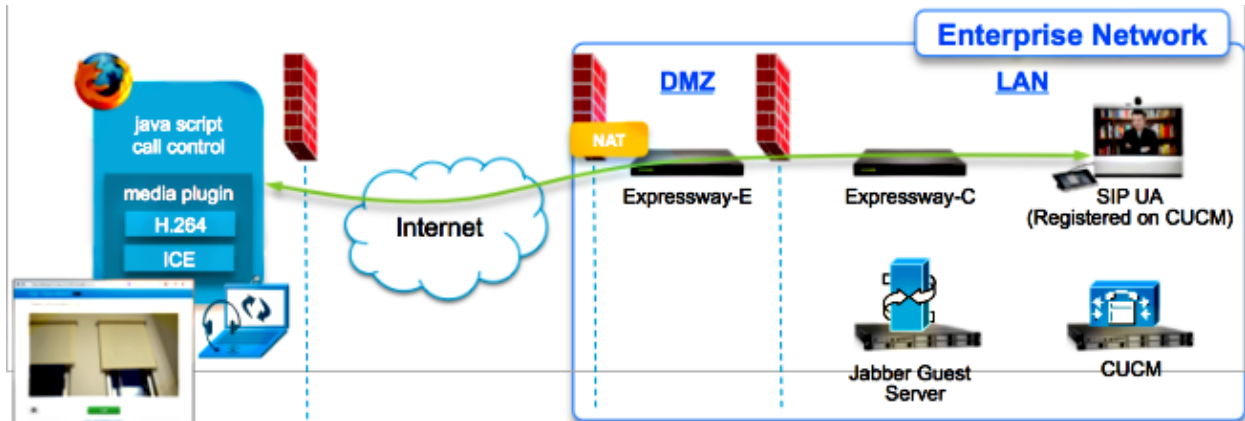 Enterprise Network
DMZ
LAN
java script
call control
media plugin
H.264
ICE
Internet
NAT
Expressway-E
Expressway-C
SIP UA
(Registered on CUCM)
Jabber Guest
Server
CUCM